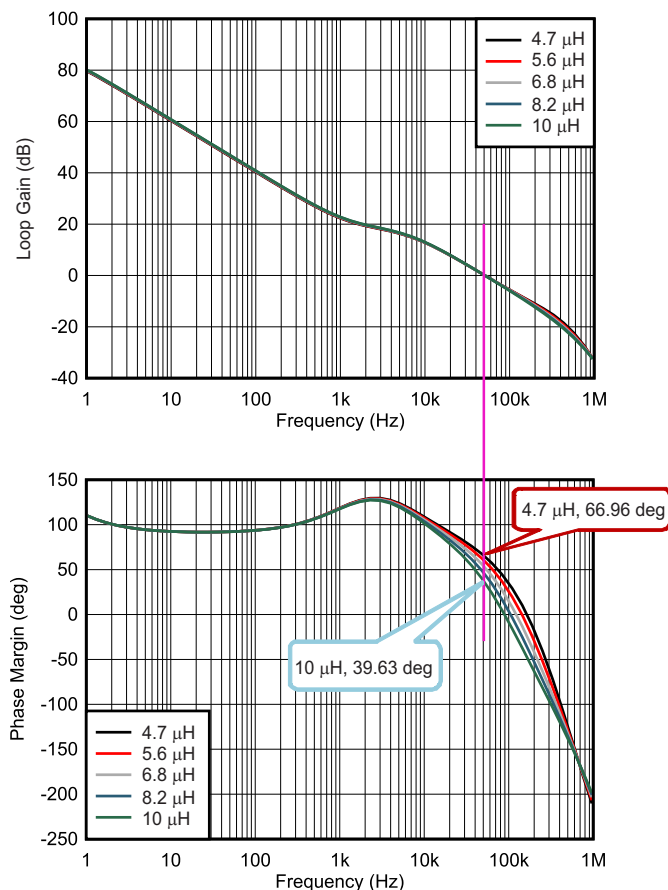 100
80
60
40
20
0
-20
-40
Loop Gain (dB)
4.7 μH
5.6 μH
6.8 μH
8.2 μH
10 μH
1 10 100 1k 10k 100k 1M
Frequency (Hz)
150
100
50
0
-50
-100
-150
-200
-250
Phase Margin (deg)
4.7 μH, 66.96 deg
10 μH, 39.63 deg
4.7 μH
5.6 μH
6.8 μH
8.2 μH
10 μH
1 10 100 1k 10k 100k 1M
Frequency (Hz)